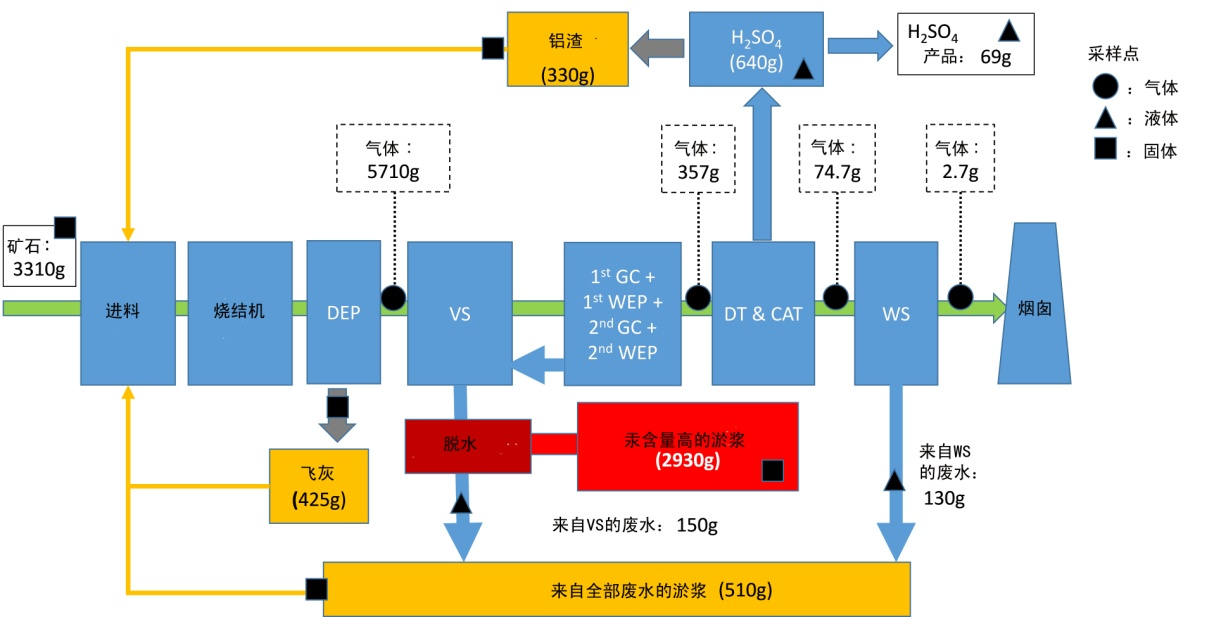 铝渣
(330g)
H₂SO₄
(640g)
H₂SO₄
产品： 69g
采样点
：气体
：液体
：固体
气体：
5710g
气体：
357g
气体：
74.7g
气体：
2.7g
矿石：
3310g
进料
烧结机
DEP
VS
1st GC +
1st WEP +
2nd GC +
2nd WEP
DT & CAT
WS
烟囱
脱水
汞含量高的淤浆
(2930g)
飞灰
(425g)
来自VS的废水：150g
来自WS
的废水：
130g
来自全部废水的淤浆 (510g)